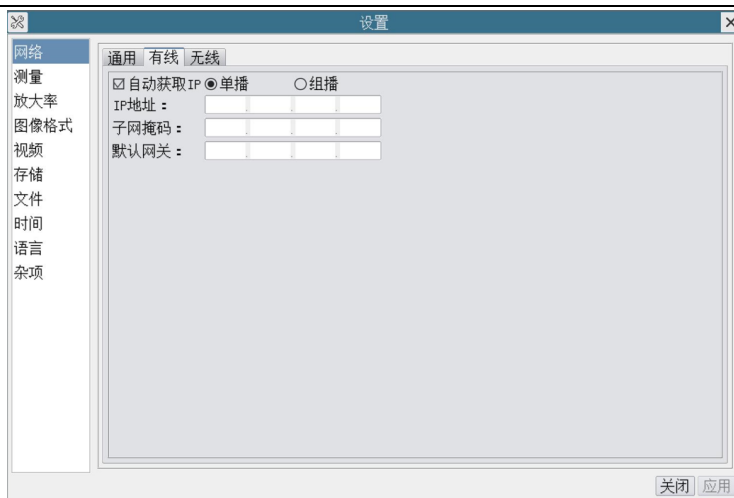 设置
网络
测量
放大率
图像格式
视频
存储
文件
时间
语言
杂项
通用 有线 无线
自动获取IP 单播 组播
IP地址：
子网掩码：
默认网关：
关闭 应用